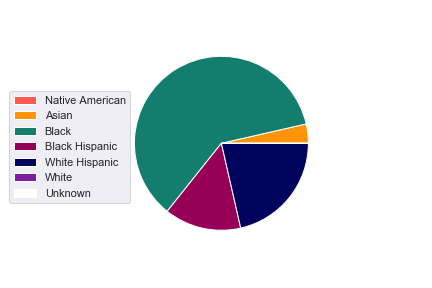 Native American
Asian
Black
Black Hispanic
White Hispanic
White
Unknown